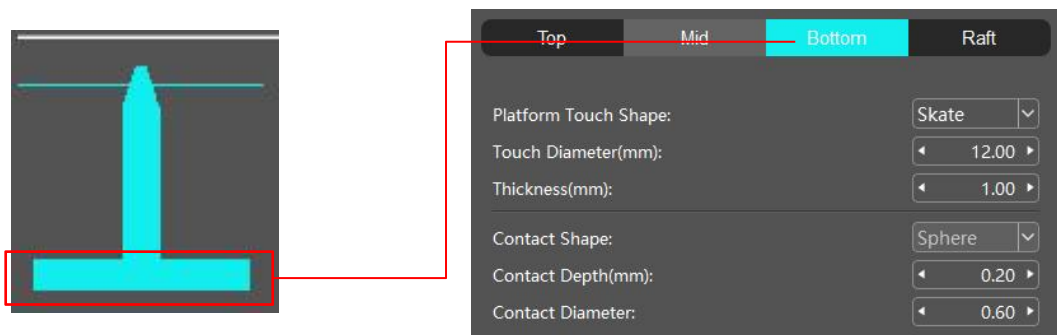 Top Mid Bottom Raft
Platform Touch Shape: Skate
Touch Diameter(mm): 12.00
Thickness(mm): 1.00
Contact Shape: Sphere
Contact Depth(mm): 0.20
Contact Diameter: 0.60